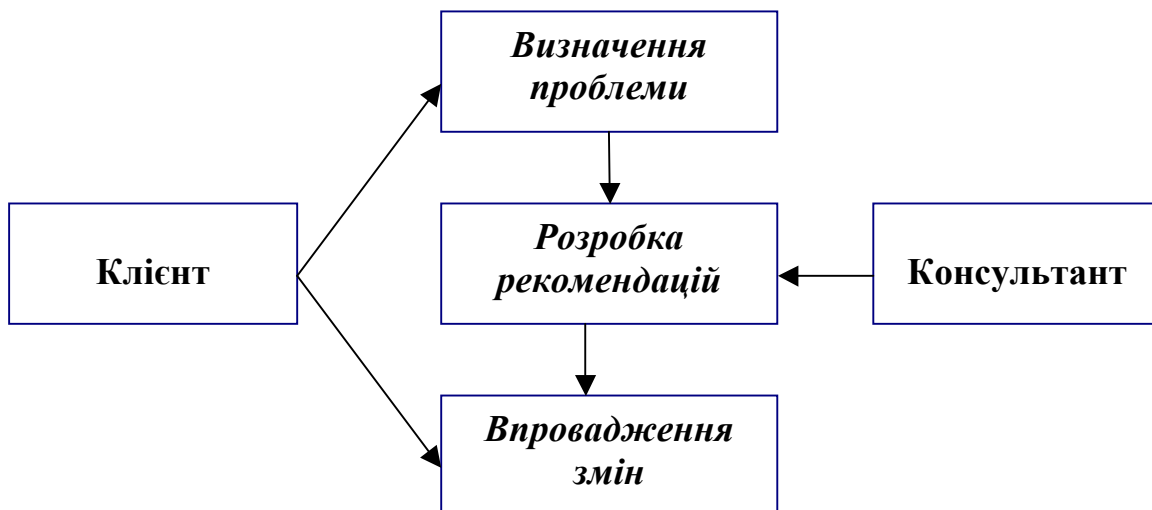 Визначення
проблеми
Клієнт
Розробка
рекомендацій
Консультант
Впровадження
змін